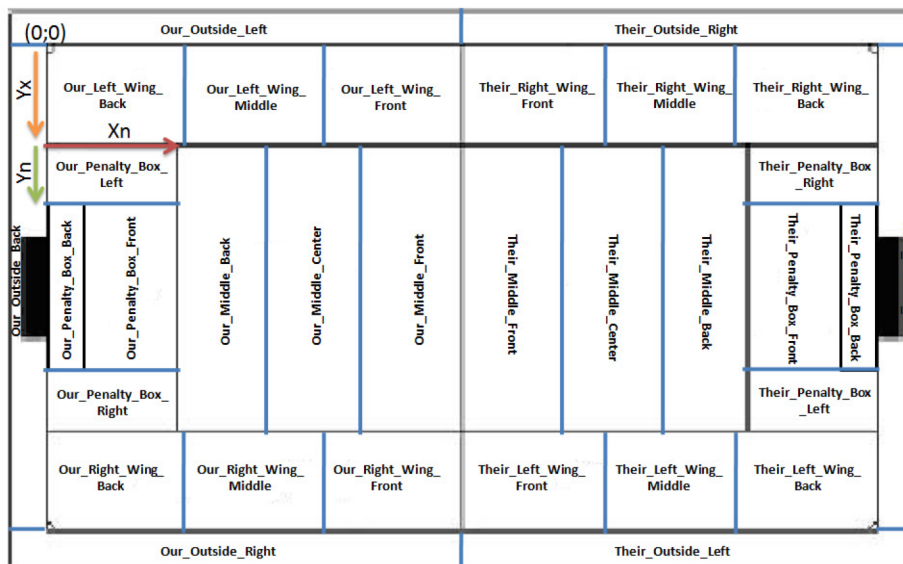 Our_Outside_Left
Their_Outside_Right
(0;0)
Yx
Our_Left_Wing_
Back
Our_Left_Wing_
Middle
Our_Left_Wing_
Front
Their_Right_Wing_
Front
Their_Right_Wing_
Middle
Their_Right_Wing_
Back
Xn
Yn
Our_Penalty_Box_
Left
Their_Penalty_Box
_Right
Our_Outside_Back
Our_Penalty_Box_Back
Our_Penalty_Box_Front
Our_Middle_Back
Our_Middle_Center
Our_Middle_Front
Their_Middle_Front
Their_Middle_Center
Their_Middle_Back
Their_Penalty_Box_Front
Their_Penalty_Box_Back
Our_Penalty_Box_
Right
Their_Penalty_Box
_Left
Our_Right_Wing_
Back
Our_Right_Wing_
Middle
Our_Right_Wing_
Front
Their_Left_Wing_
Front
Their_Left_Wing_
Middle
Their_Left_Wing_
Back
Our_Outside_Right
Their_Outside_Left